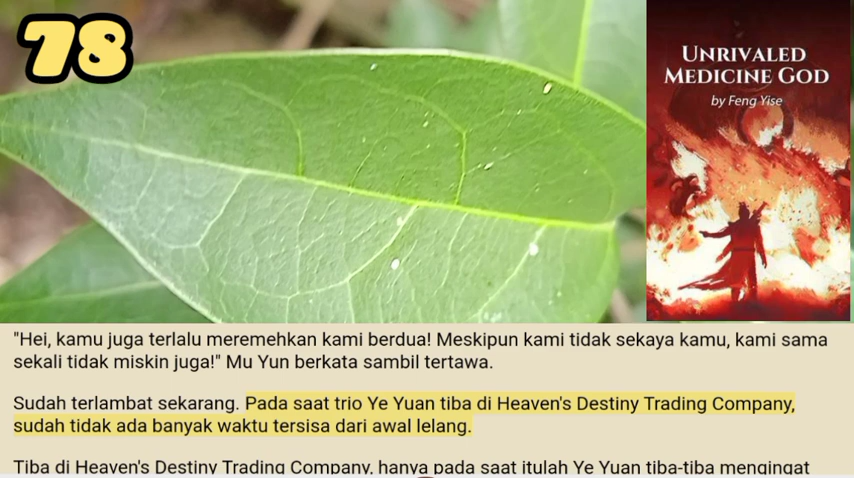 78
UNRIVALED
MEDICINE GOD
by Feng Yise
"Hei, kamu juga terlalu meremehkan kami berdua! Meskipun kami tidak sekaya kamu, kami sama
sekali tidak miskin juga!" Mu Yun berkata sambil tertawa.
Sudah terlambat sekarang. Pada saat trio Ye Yuan tiba di Heaven's Destiny Trading Company,
sudah tidak ada banyak waktu tersisa dari awal lelang.
Tiba di Heaven's Destiny Trading Company, hanya pada saat itulah Ye Yuan tiba-tiba mengingat